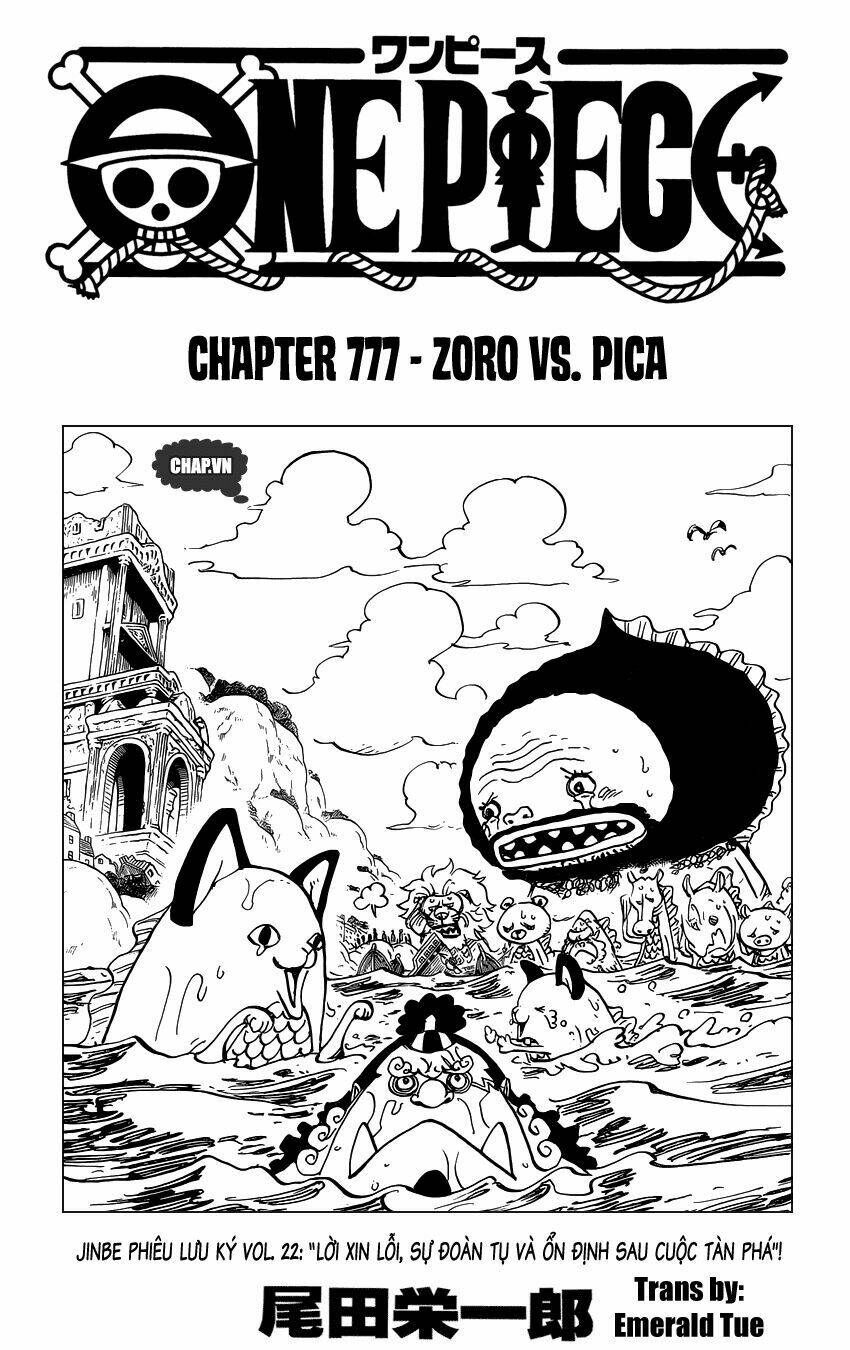 ワンピース
ONE PIECE
CHAPTER 777 - ZORO VS. PICA
CHAP.VN
JINBE PHIÊU LƯU KÝ VOL. 22: "LỜI XIN LỖI, SỰ ĐOÀN TỤ VÀ ỔN ĐỊNH SAU CUỘC TÀN PHÁ"!
尾田栄一郎
Trans by:
Emerald Tue